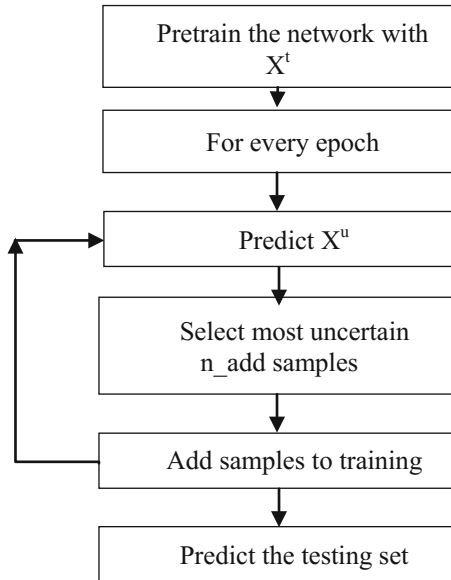 Pretrain the network with
X^t
For every epoch
Predict X^u
Select most uncertain
n_add samples
Add samples to training
Predict the testing set